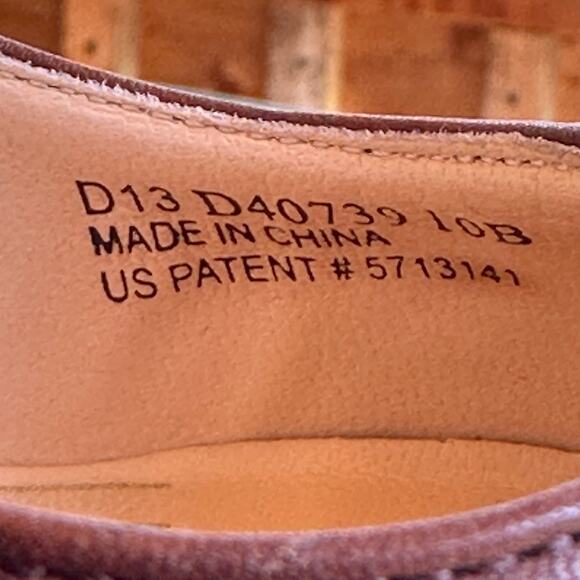 D13 D40739 10B
MADE IN CHINA
US PATENT # 5713141